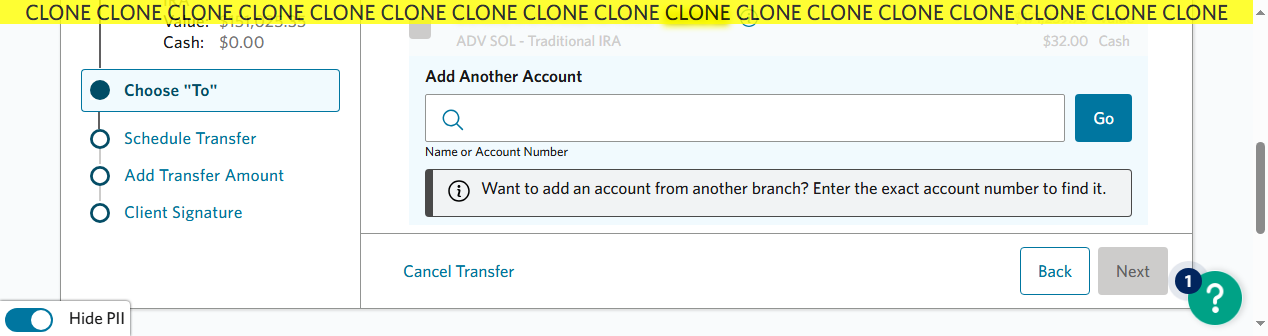 CLONE CLONE CLONE CLONE CLONE CLONE CLONE CLONE CLONE CLONE CLONE CLONE CLONE CLONE CLONE CLONE CLONE
Cash: $0.00
ADV SOL - Traditional IRA $32.00 Cash
Choose "To"
Schedule Transfer
Add Transfer Amount
Client Signature
Add Another Account
Go
Name or Account Number
Want to add an account from another branch? Enter the exact account number to find it.
Cancel Transfer
Back
Next
1
?
Hide PII